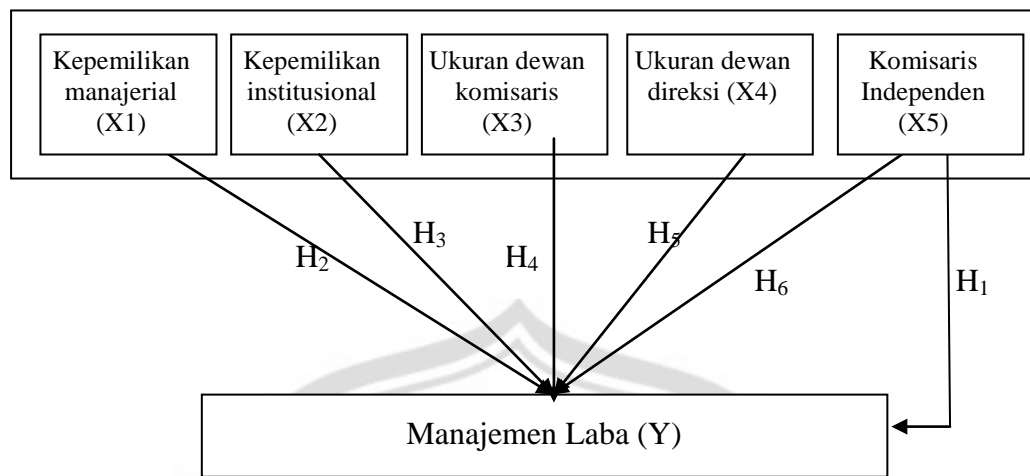 Kepemilikan
manajerial
(X1)
Kepemilikan
institusional
(X2)
Ukuran dewan
komisaris
(X3)
Ukuran dewan
direksi (X4)
Komisaris
Independen
(X5)
H2
H3
H4
H5
H6
H1
Manajemen Laba (Y)